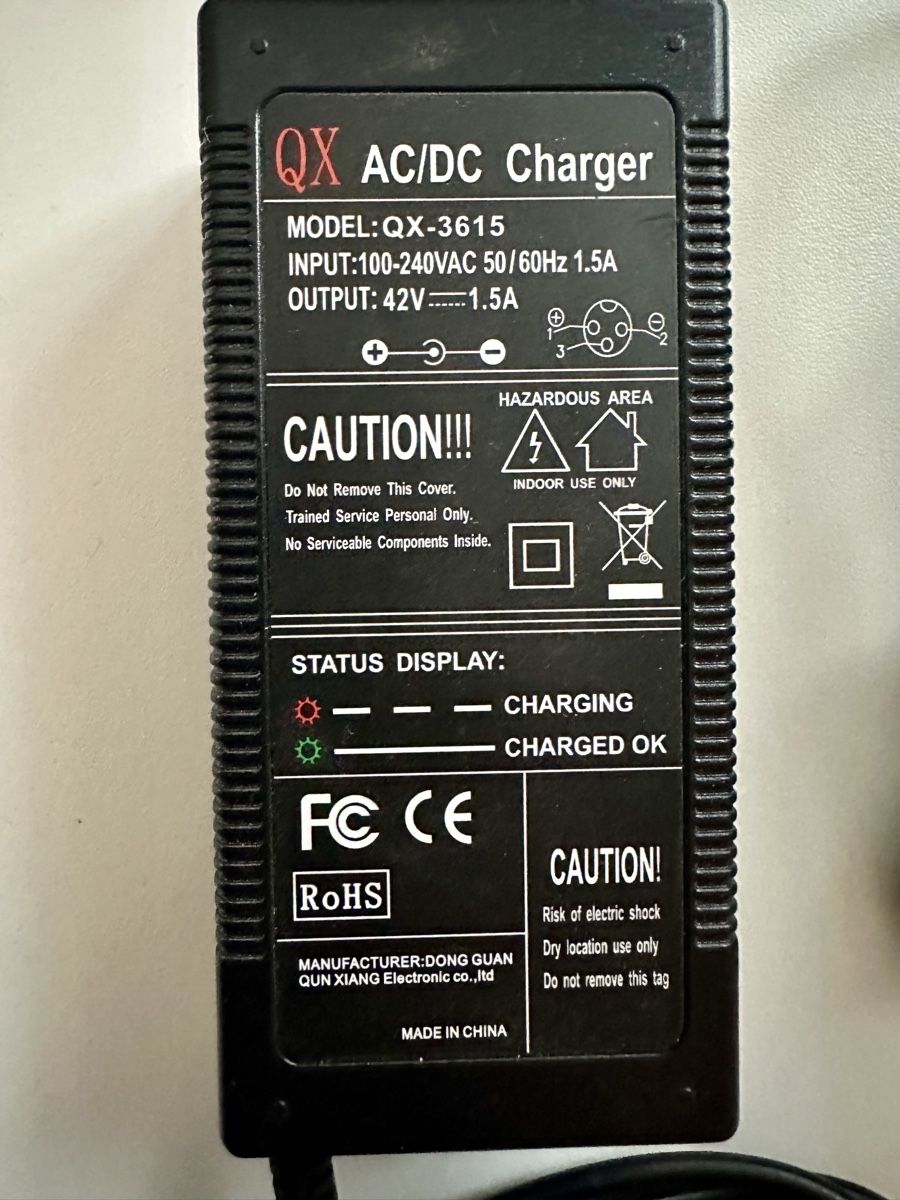 QX AC/DC Charger
MODEL:QX-3615
INPUT:100-240VAC 50/60Hz 1.5A
OUTPUT: 42V⎓1.5A
+ 1 - 2
3
+ -
HAZARDOUS AREA
CAUTION!!!
INDOOR USE ONLY
Do Not Remove This Cover.
Trained Service Personal Only.
No Serviceable Components Inside.
STATUS DISPLAY:
CHARGING
CHARGED OK
FC CE
RoHS
MANUFACTURER:DONG GUAN
QUN XIANG Electronic co.,ltd
MADE IN CHINA
CAUTION!
Risk of electric shock
Dry location use only
Do not remove this tag